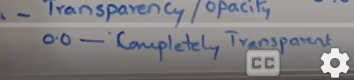 - Transparency / opacity
0.0 — Completely Transparent
CC